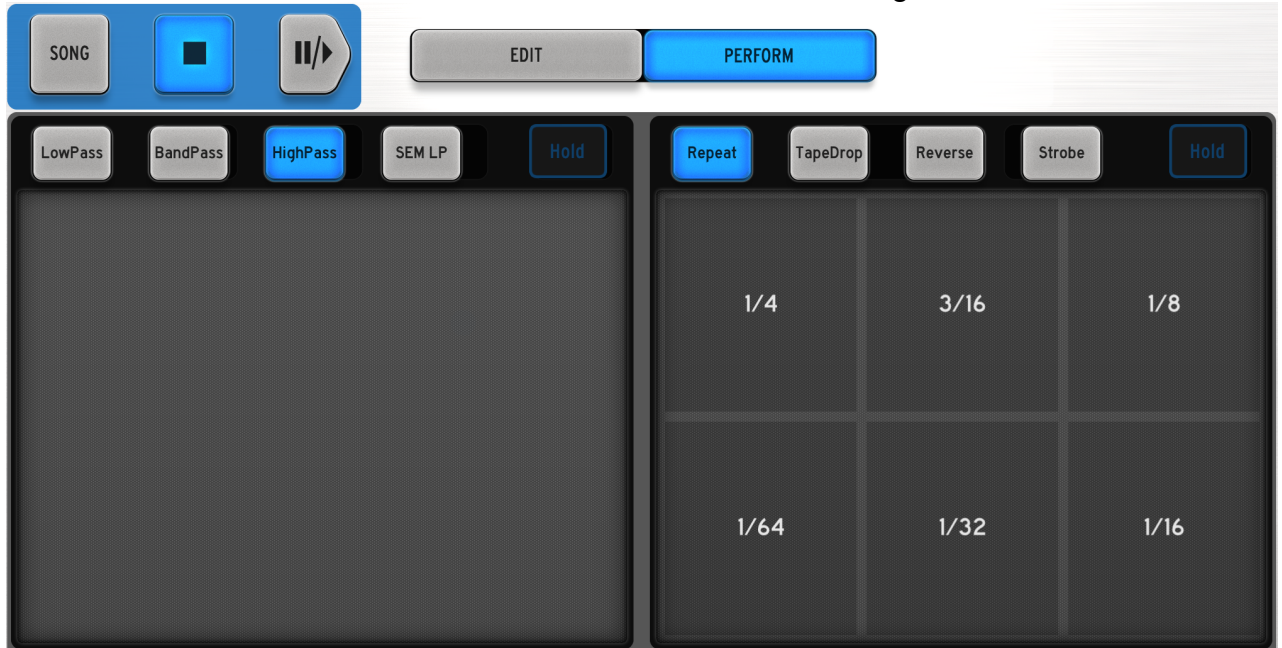 SONG
EDIT
PERFORM
LowPass
BandPass
HighPass
SEM LP
Hold
Repeat
TapeDrop
Reverse
Strobe
Hold
1/4
3/16
1/8
1/64
1/32
1/16